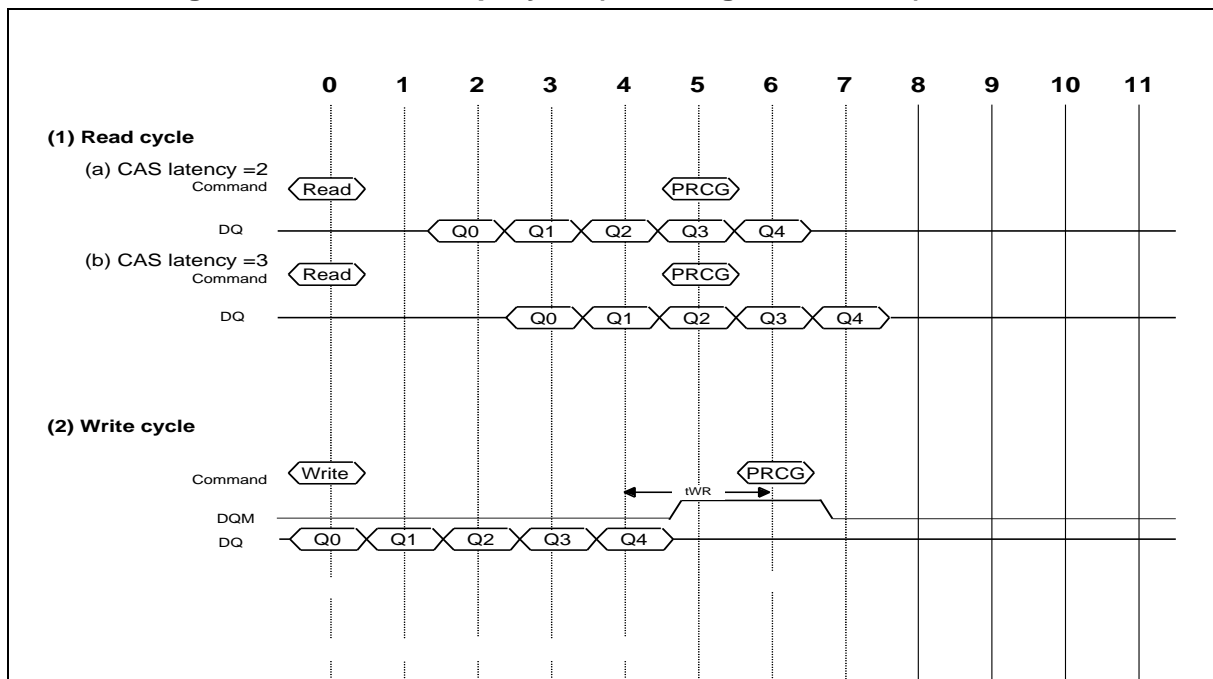 0 1 2 3 4 5 6 7 8 9 10 11
(1) Read cycle
(a) CAS latency =2
Command Read PRCG
DQ Q0 Q1 Q2 Q3 Q4
(b) CAS latency =3
Command Read PRCG
DQ Q0 Q1 Q2 Q3 Q4
(2) Write cycle
Command Write PRCG
tWR
DQM
DQ Q0 Q1 Q2 Q3 Q4